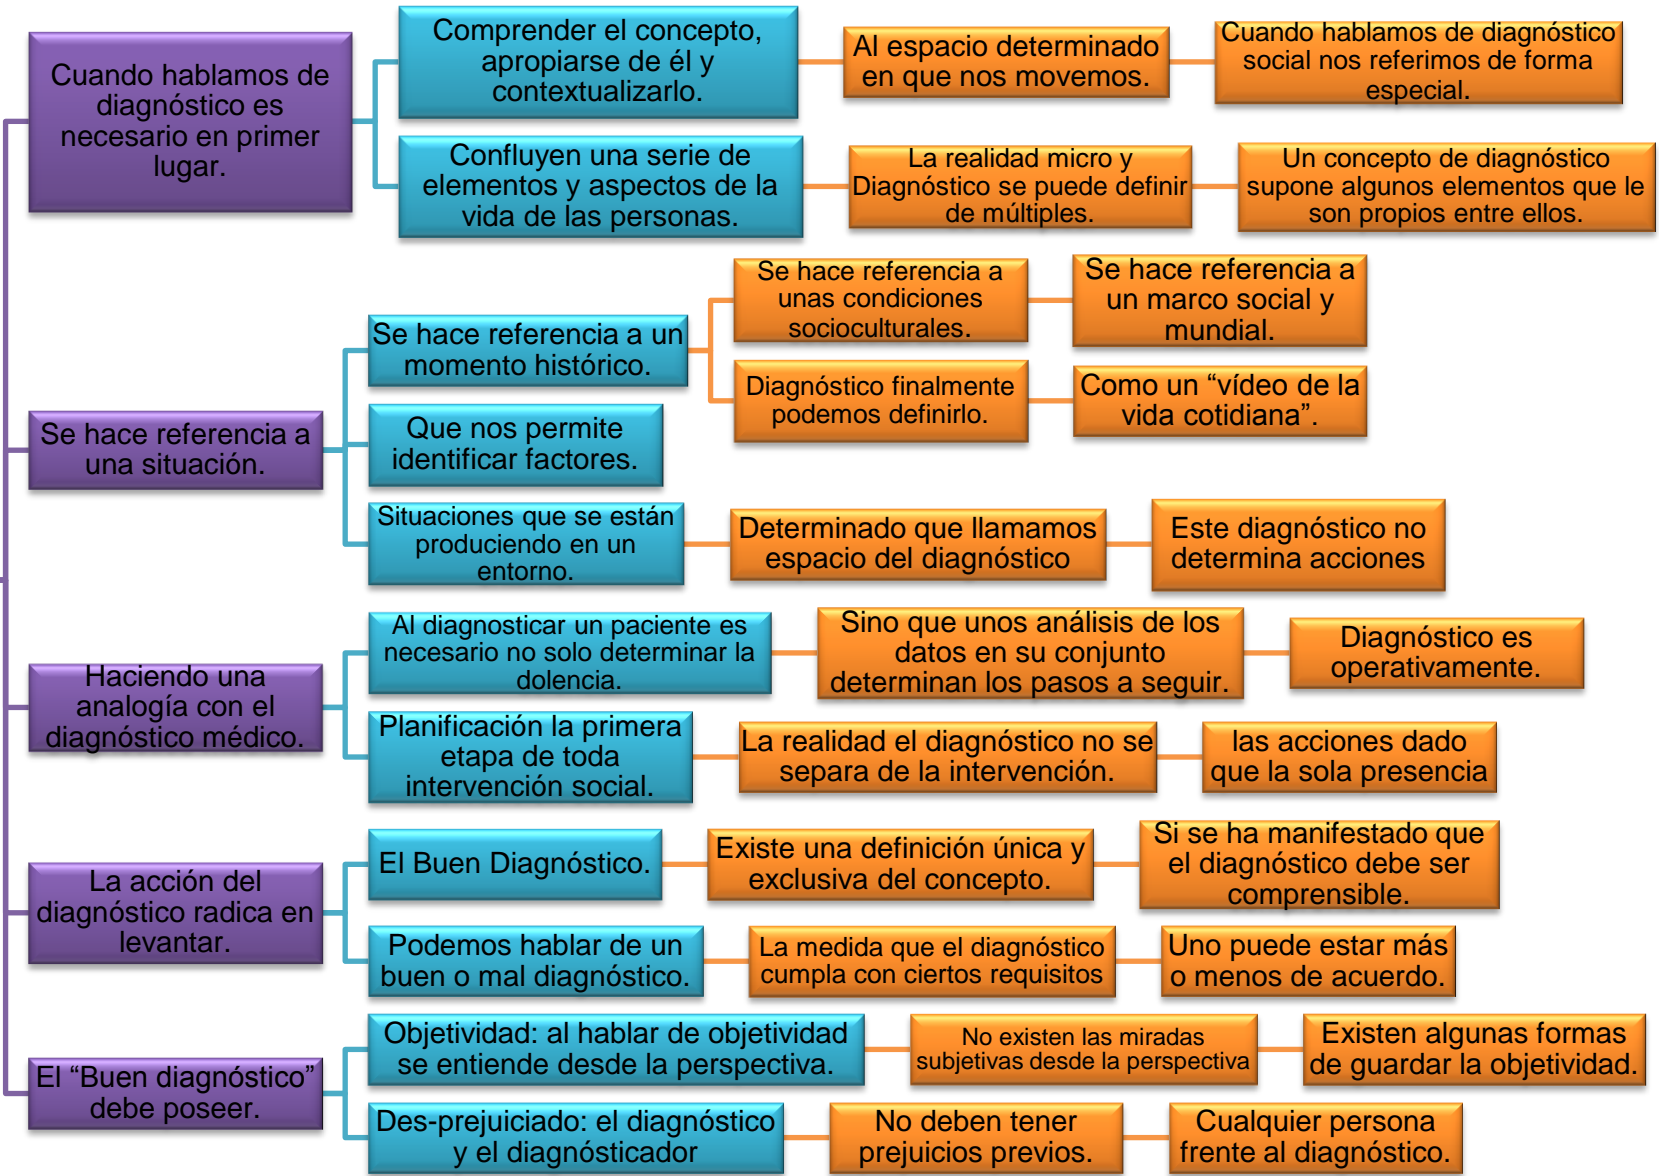 Cuando hablamos de
diagnóstico es
necesario en primer
lugar.
Comprender el concepto,
apropiarse de él y
contextualizarlo.
Al espacio determinado
en que nos movemos.
Cuando hablamos de diagnóstico
social nos referimos de forma
especial.
Confluyen una serie de
elementos y aspectos de la
vida de las personas.
La realidad micro y
Diagnóstico se puede definir
de múltiples.
Un concepto de diagnóstico
supone algunos elementos que le
son propios entre ellos.
Se hace referencia a
una situación.
Se hace referencia a un
momento histórico.
Se hace referencia a
unas condiciones
socioculturales.
Se hace referencia a
un marco social y
mundial.
Diagnóstico finalmente
podemos definirlo.
Como un “vídeo de la
vida cotidiana”.
Que nos permite
identificar factores.
Situaciones que se están
produciendo en un
entorno.
Determinado que llamamos
espacio del diagnóstico
Este diagnóstico no
determina acciones
Haciendo una
analogía con el
diagnóstico médico.
Al diagnosticar un paciente es
necesario no solo determinar la
dolencia.
Sino que unos análisis de los
datos en su conjunto
determinan los pasos a seguir.
Diagnóstico es
operativamente.
Planificación la primera
etapa de toda
intervención social.
La realidad el diagnóstico no se
separa de la intervención.
las acciones dado
que la sola presencia
La acción del
diagnóstico radica en
levantar.
El Buen Diagnóstico.
Existe una definición única y
exclusiva del concepto.
Si se ha manifestado que
el diagnóstico debe ser
comprensible.
Podemos hablar de un
buen o mal diagnóstico.
La medida que el diagnóstico
cumpla con ciertos requisitos
Uno puede estar más
o menos de acuerdo.
El “Buen diagnóstico”
debe poseer.
Objetividad: al hablar de objetividad
se entiende desde la perspectiva.
No existen las miradas
subjetivas desde la perspectiva
Existen algunas formas
de guardar la objetividad.
Des-prejuiciado: el diagnóstico
y el diagnósticador
No deben tener
prejuicios previos.
Cualquier persona
frente al diagnóstico.